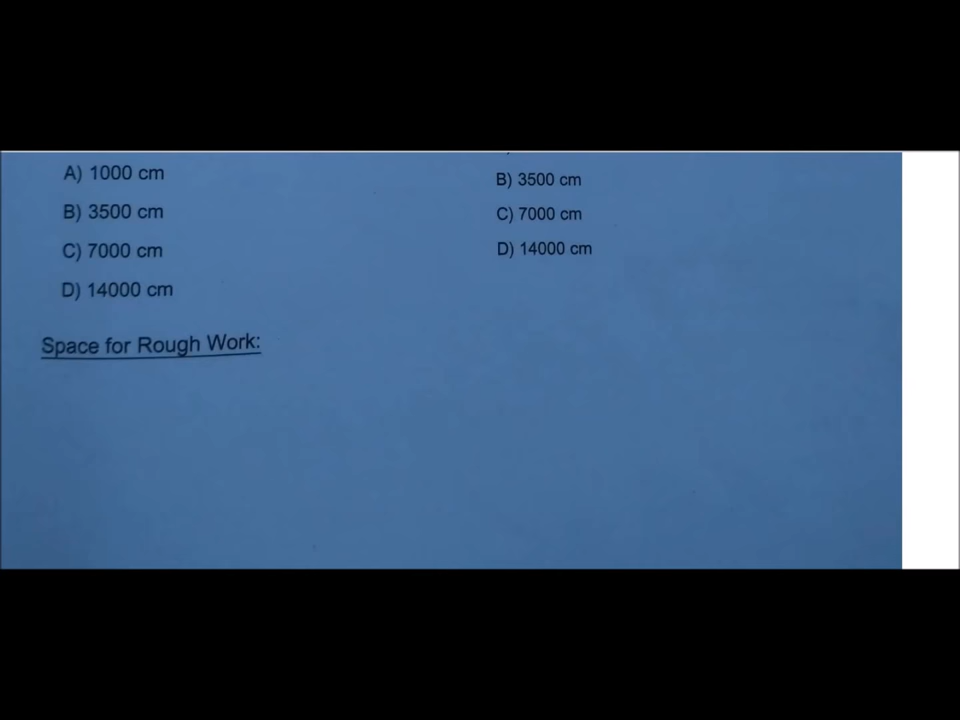 A) 1000 cm
B) 3500 cm
C) 7000 cm
D) 14000 cm
Space for Rough Work:
B) 3500 cm
C) 7000 cm
D) 14000 cm